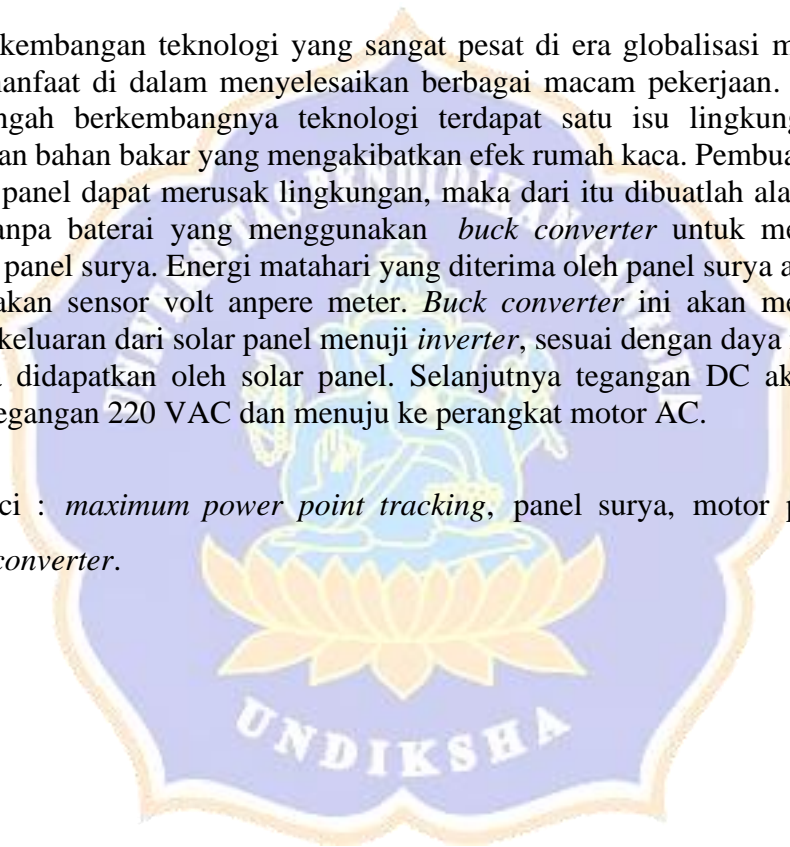 kembangan teknologi yang sangat pesat di era globalisasi m
anfaat di dalam menyelesaikan berbagai macam pekerjaan.
ngah berkembangnya teknologi terdapat satu isu lingkung
an bahan bakar yang mengakibatkan efek rumah kaca. Pembua
panel dapat merusak lingkungan, maka dari itu dibuatlah ala
anpa baterai yang menggunakan buck converter untuk me
panel surya. Energi matahari yang diterima oleh panel surya a
akan sensor volt anpere meter. Buck converter ini akan me
keluaran dari solar panel menuji inverter, sesuai dengan daya
didapatkan oleh solar panel. Selanjutnya tegangan DC ak
egangan 220 VAC dan menuju ke perangkat motor AC.
ci : maximum power point tracking, panel surya, motor p
converter.
UNIVERSITAS PENDIDIKAN GANESHA
UNDIKSHA